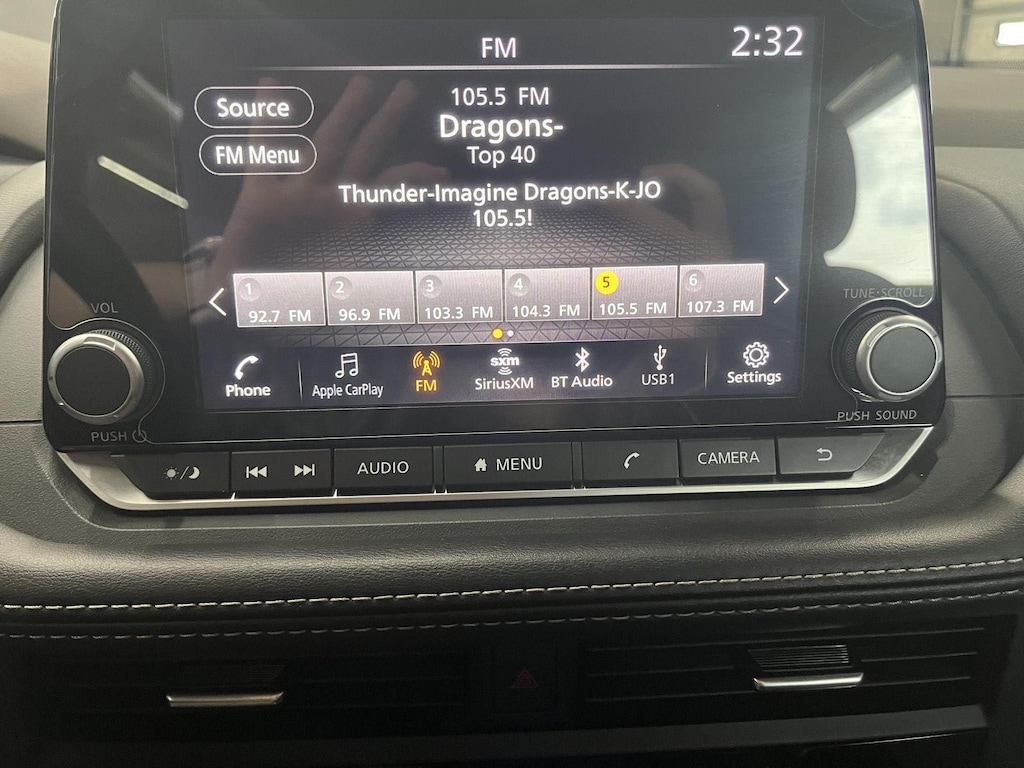 FM
2:32
Source
FM Menu
105.5 FM
Dragons-
Top 40
Thunder-Imagine Dragons-K-JO
105.5!
1
92.7 FM
2
96.9 FM
3
103.3 FM
4
104.3 FM
5
105.5 FM
6
107.3 FM
Phone
Apple CarPlay
FM
sxm
SiriusXM
BT Audio
USB1
Settings
VOL
PUSH
TUNE·SCROLL
PUSH SOUND
AUDIO
MENU
CAMERA